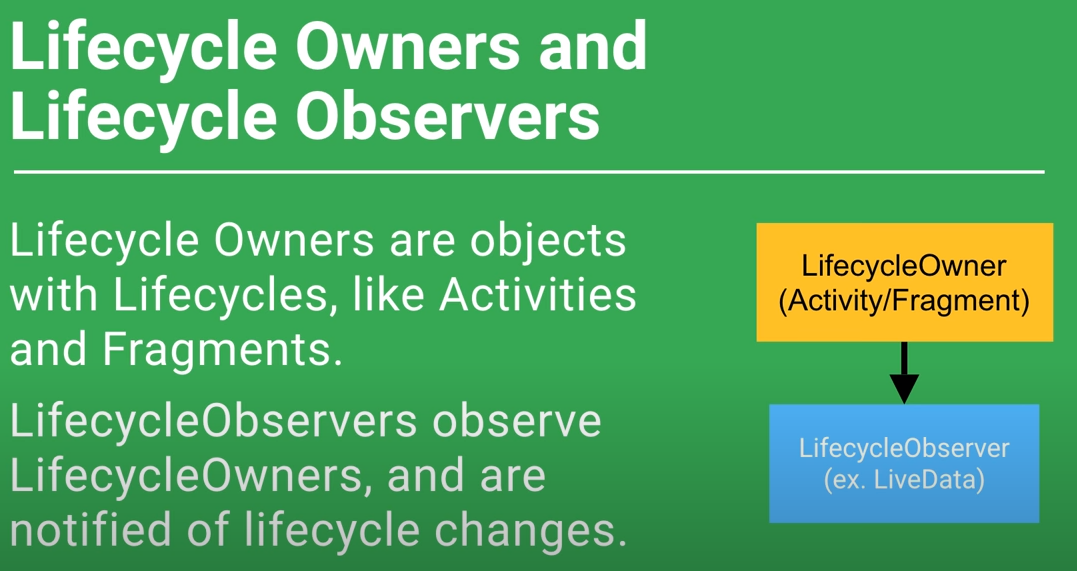 Lifecycle Owners and
Lifecycle Observers
Lifecycle Owners are objects
with Lifecycles, like Activities
and Fragments.
LifecycleObservers observe
LifecycleOwners, and are
notified of lifecycle changes.
LifecycleOwner
(Activity/Fragment)
LifecycleObserver
(ex. LiveData)